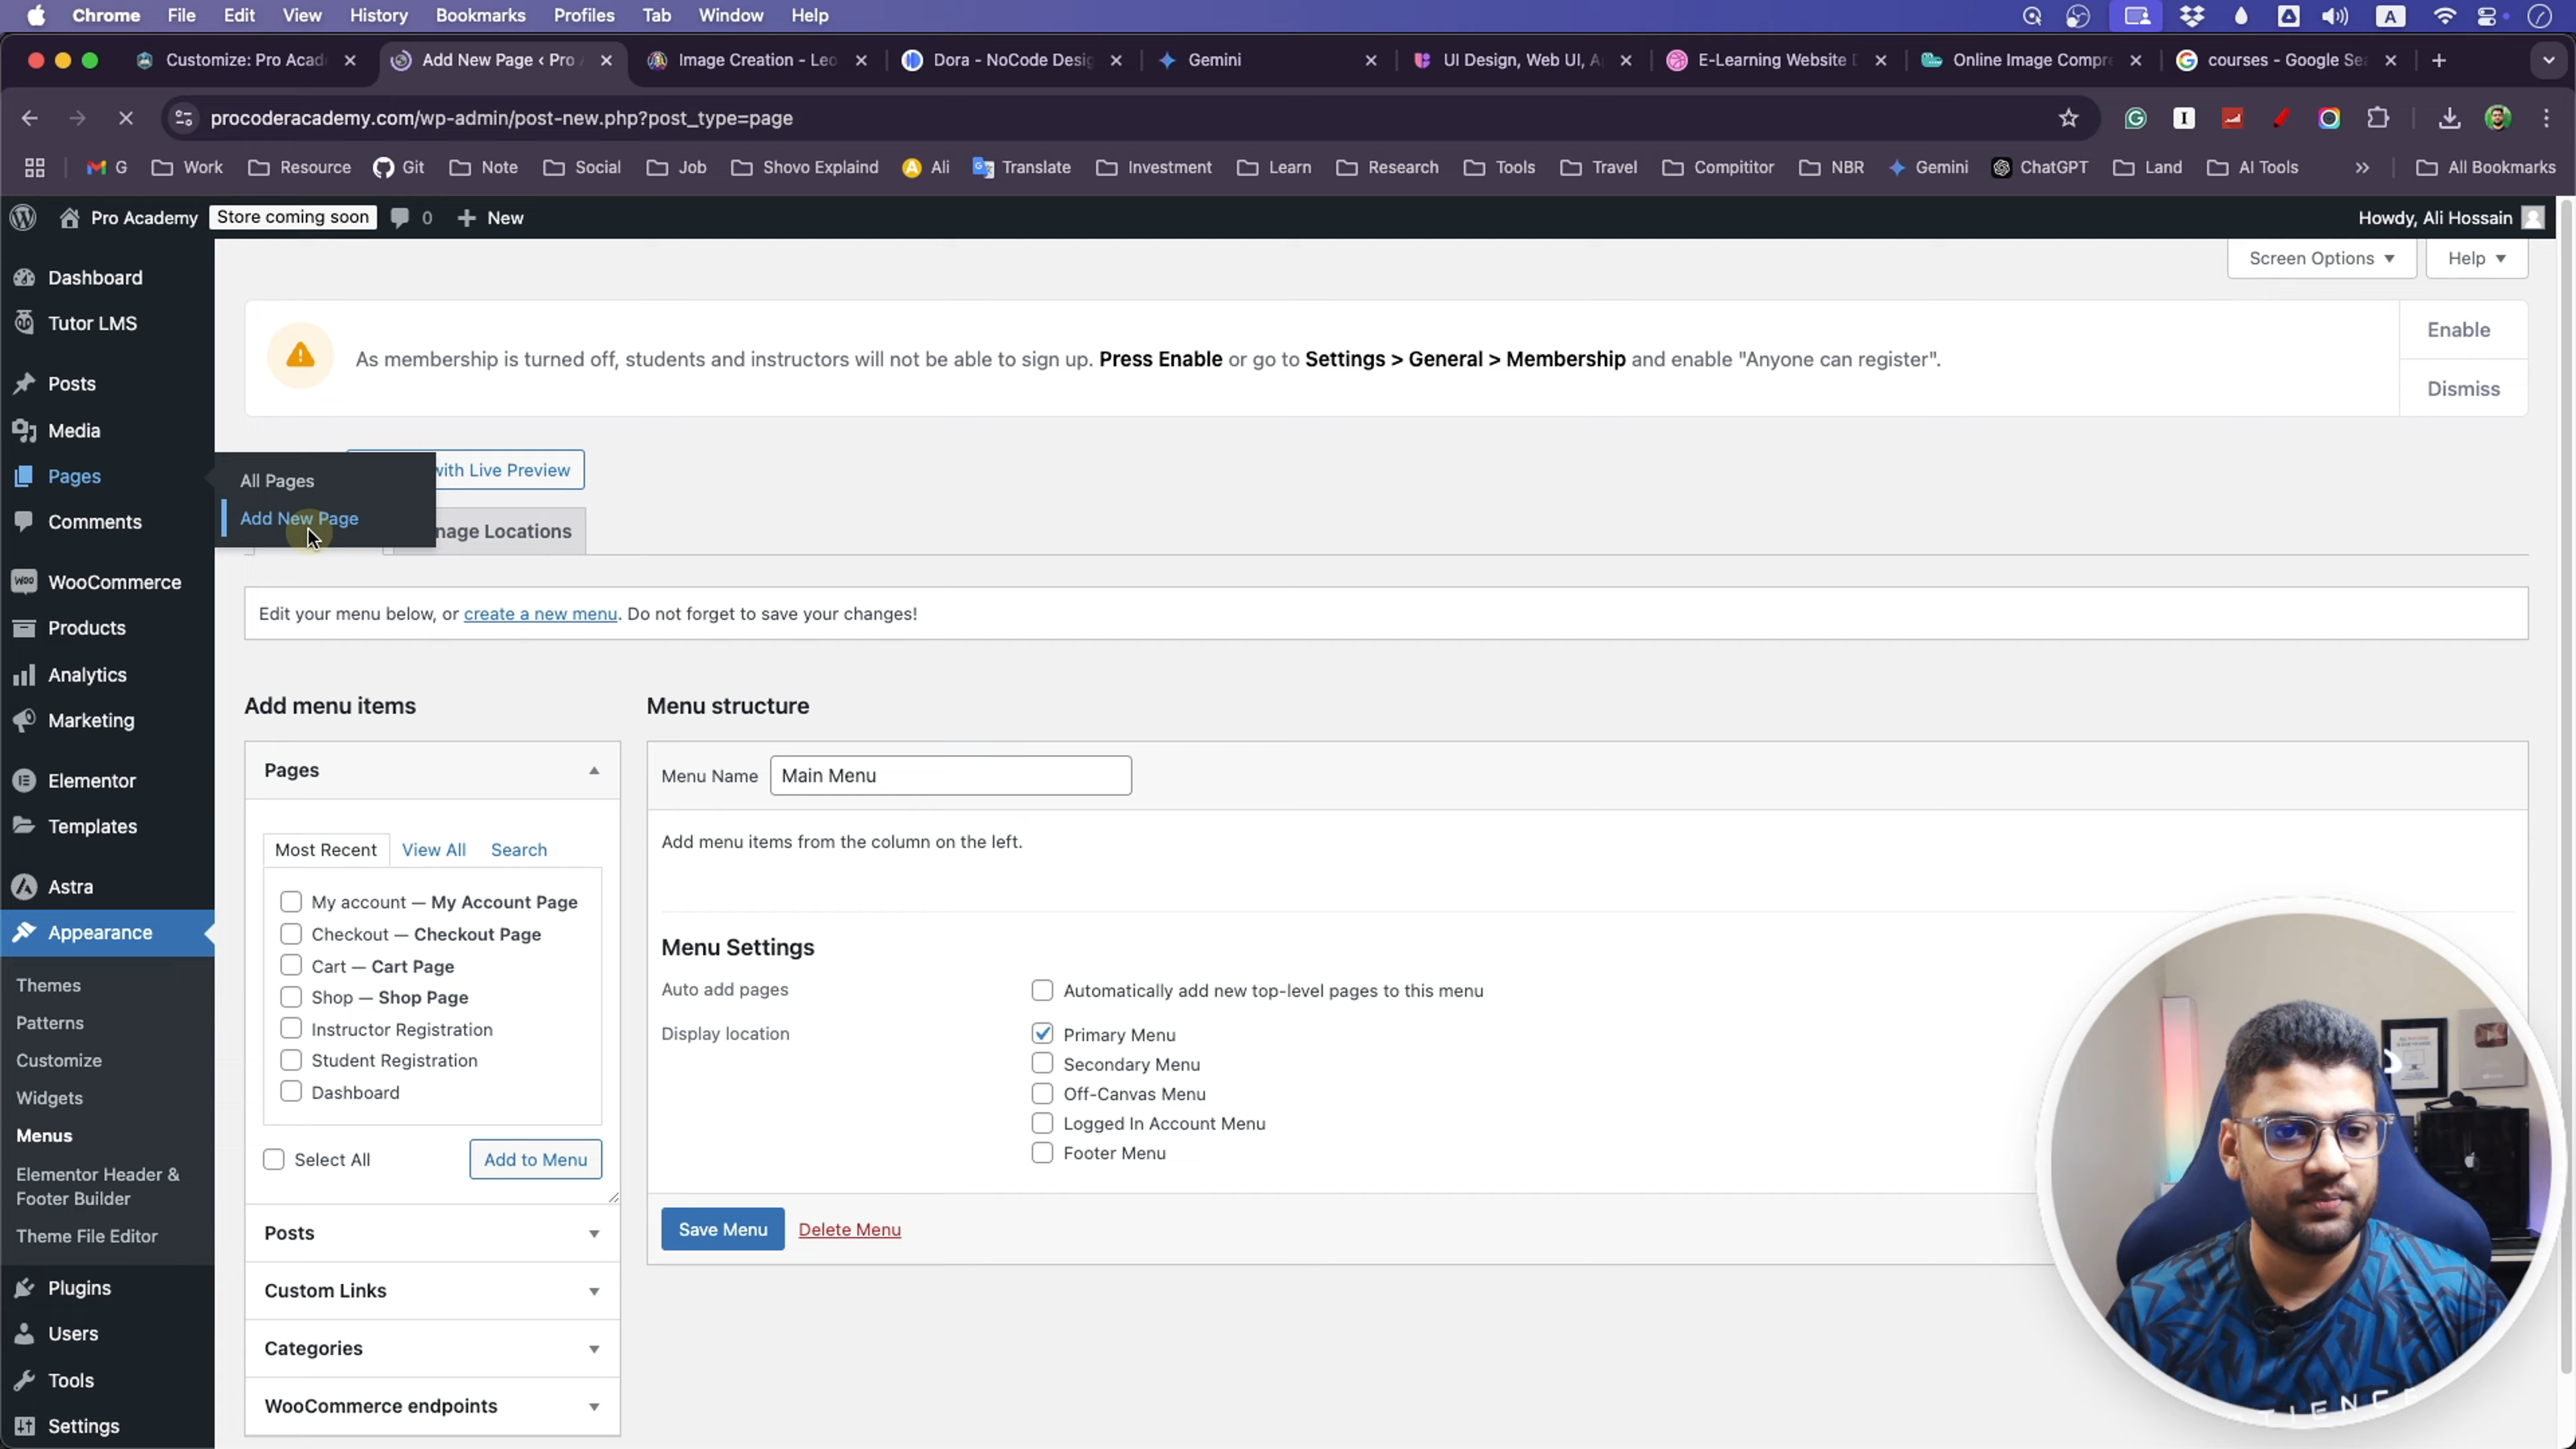 Chrome File Edit View History Bookmarks Profiles Tab Window Help
A
Customize: Pro Acad
Add New Page ‹ Pro A
Image Creation - Leo
Dora - NoCode Desig
Gemini
UI Design, Web UI, A
E-Learning Website D
Online Image Compre
courses - Google Sea
procoderacademy.com/wp-admin/post-new.php?post_type=page
G Work Resource Git Note Social Job Shovo Explaind Ali Translate Investment Learn Research Tools Travel Compititor NBR Gemini ChatGPT Land AI Tools » All Bookmarks
Pro Academy Store coming soon 0 + New Howdy, Ali Hossain
Screen Options Help
Dashboard
Tutor LMS
Posts
Media
Pages
Comments
WooCommerce
Products
Analytics
Marketing
Elementor
Templates
Astra
Appearance
Themes
Patterns
Customize
Widgets
Menus
Elementor Header &
Footer Builder
Theme File Editor
Plugins
Users
Tools
Settings
All Pages
Add New Page
As membership is turned off, students and instructors will not be able to sign up. Press Enable or go to Settings > General > Membership and enable "Anyone can register".
Enable
Dismiss
with Live Preview
nage Locations
Edit your menu below, or create a new menu. Do not forget to save your changes!
Add menu items
Pages
Most Recent View All Search
My account — My Account Page
Checkout — Checkout Page
Cart — Cart Page
Shop — Shop Page
Instructor Registration
Student Registration
Dashboard
Select All Add to Menu
Posts
Custom Links
Categories
WooCommerce endpoints
Menu structure
Menu Name Main Menu
Add menu items from the column on the left.
Menu Settings
Auto add pages Automatically add new top-level pages to this menu
Display location Primary Menu
Secondary Menu
Off-Canvas Menu
Logged In Account Menu
Footer Menu
Save Menu Delete Menu